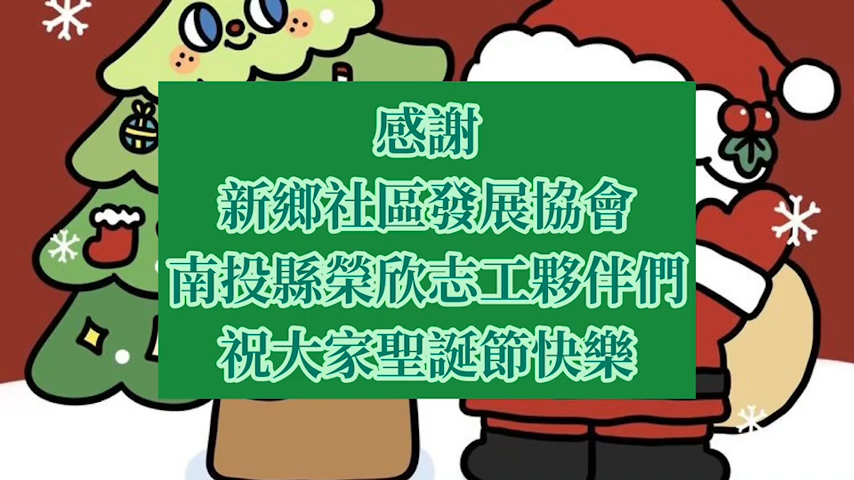 感謝
新鄉社區發展協會
南投縣榮欣志工夥伴們
祝大家聖誕節快樂